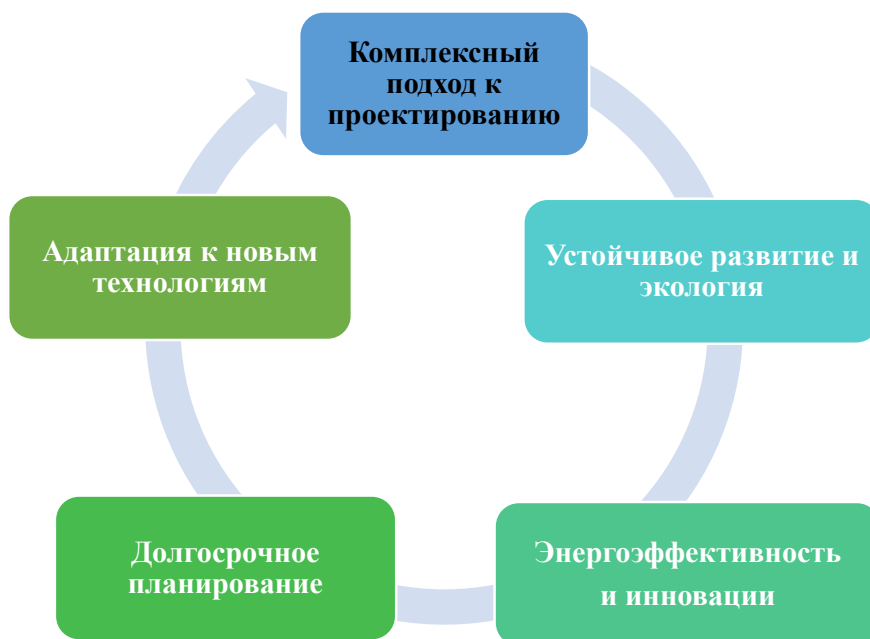 Комплексный
подход к
проектированию
Устойчивое развитие и
экология
Энергоэффективность
и инновации
Долгосрочное
планирование
Адаптация к новым
технологиям